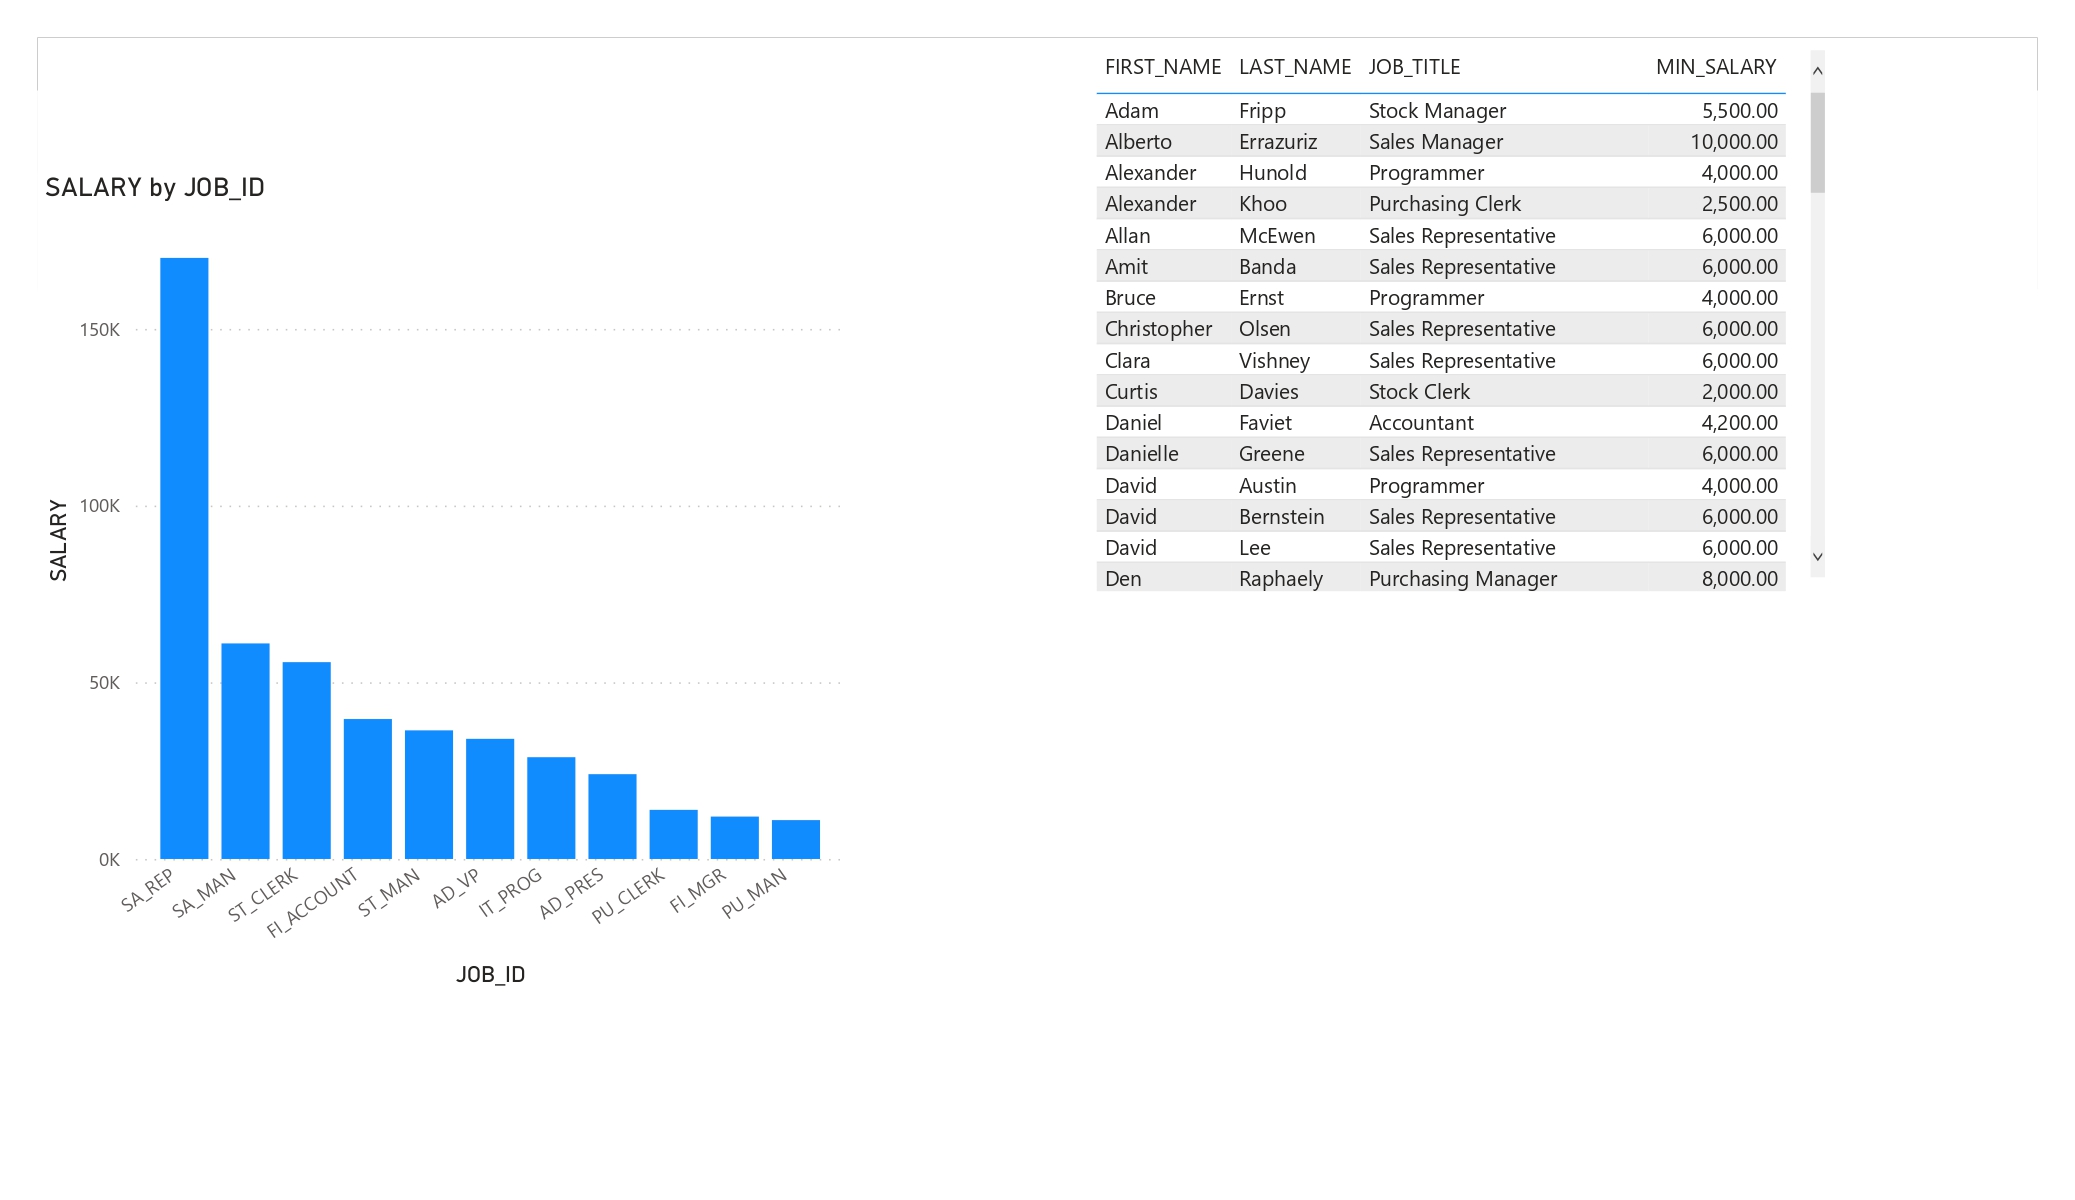 SALARY by JOB_ID
SALARY
150K
100K
50K
0K
SA_REP
SA_MAN
ST_CLERK
FI_ACCOUNT
ST_MAN
AD_VP
IT_PROG
AD_PRES
PU_CLERK
FI_MGR
PU_MAN
JOB_ID
FIRST_NAME LAST_NAME JOB_TITLE MIN_SALARY
Adam Fripp Stock Manager 5,500.00
Alberto Errazuriz Sales Manager 10,000.00
Alexander Hunold Programmer 4,000.00
Alexander Khoo Purchasing Clerk 2,500.00
Allan McEwen Sales Representative 6,000.00
Amit Banda Sales Representative 6,000.00
Bruce Ernst Programmer 4,000.00
Christopher Olsen Sales Representative 6,000.00
Clara Vishney Sales Representative 6,000.00
Curtis Davies Stock Clerk 2,000.00
Daniel Faviet Accountant 4,200.00
Danielle Greene Sales Representative 6,000.00
David Austin Programmer 4,000.00
David Bernstein Sales Representative 6,000.00
David Lee Sales Representative 6,000.00
Den Raphaely Purchasing Manager 8,000.00